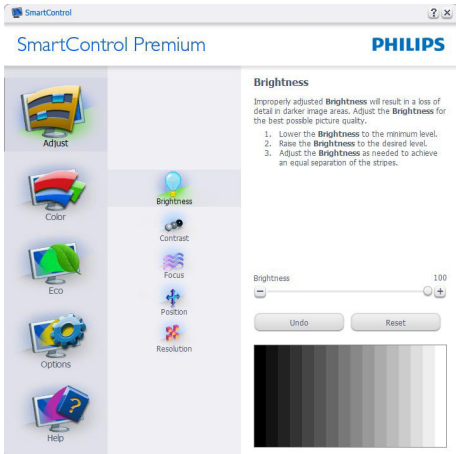 SmartControl
SmartControl Premium
PHILIPS
Adjust
Color
Eco
Options
Help
Brightness
Contrast
Focus
Position
Resolution
Brightness
Improperly adjusted Brightness will result in a loss of
detail in darker image areas. Adjust the Brightness for
the best possible picture quality.
1. Lower the Brightness to the minimum level.
2. Raise the Brightness to the desired level.
3. Adjust the Brightness as needed to achieve
an equal separation of the stripes.
Brightness 100
Undo Reset